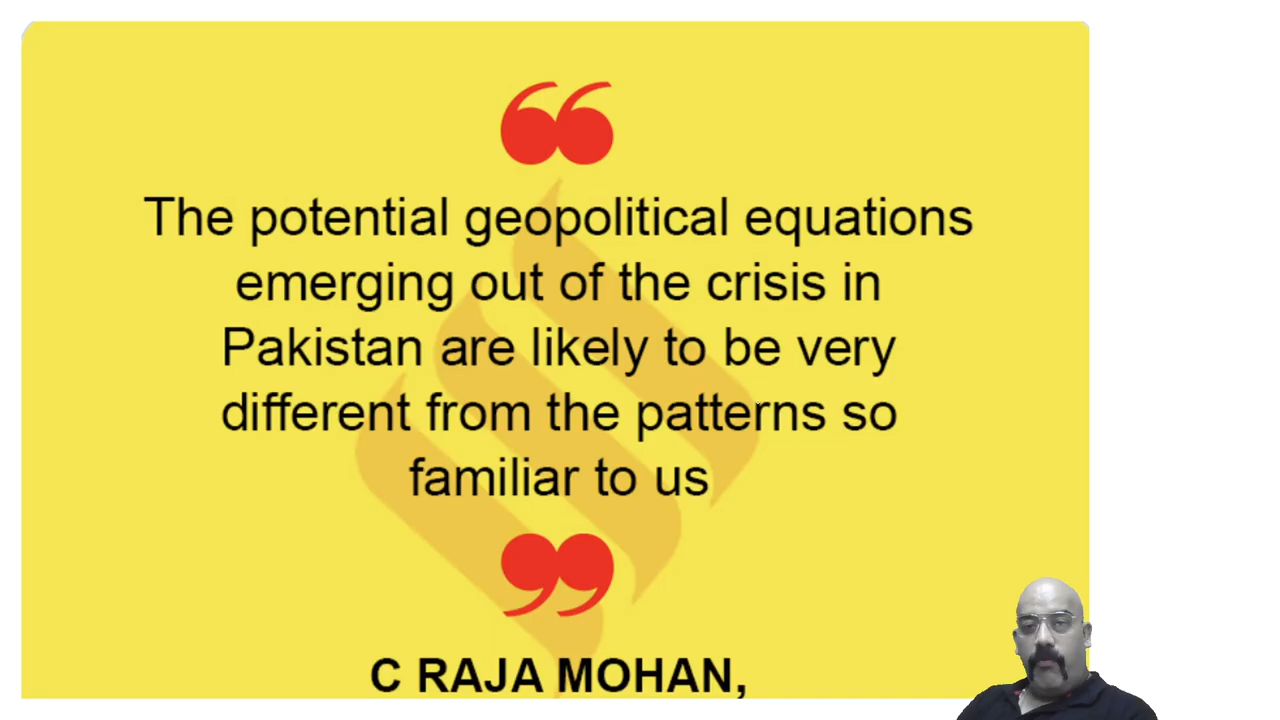 “
The potential geopolitical equations
emerging out of the crisis in
Pakistan are likely to be very
different from the patterns so
familiar to us
”
C RAJA MOHAN,